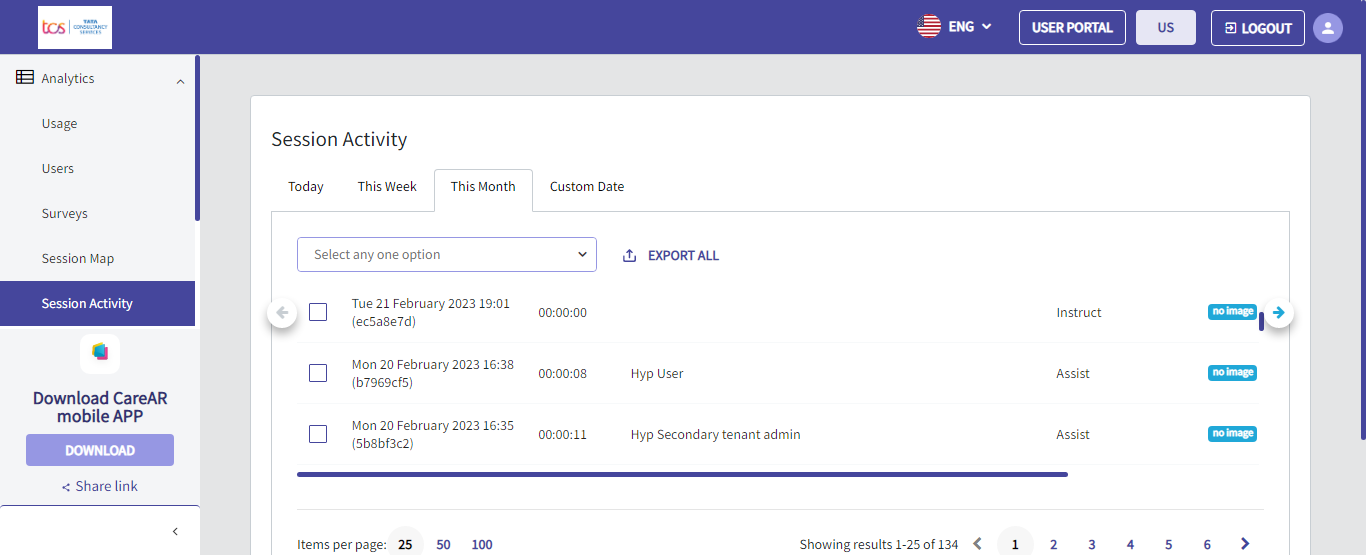 tcs
TATA
CONSULTANCY
SERVICES
ENG
USER PORTAL
US
LOGOUT
Analytics
Usage
Users
Surveys
Session Map
Session Activity
Download CareAR
mobile APP
DOWNLOAD
Share link
Session Activity
Today
This Week
This Month
Custom Date
Select any one option
EXPORT ALL
Tue 21 February 2023 19:01
(ec5a8e7d)
00:00:00
Instruct
no image
Mon 20 February 2023 16:38
(b7969cf5)
00:00:08
Hyp User
Assist
no image
Mon 20 February 2023 16:35
(5b8bf3c2)
00:00:11
Hyp Secondary tenant admin
Assist
no image
Items per page: 25 50 100
Showing results 1-25 of 134
1 2 3 4 5 6